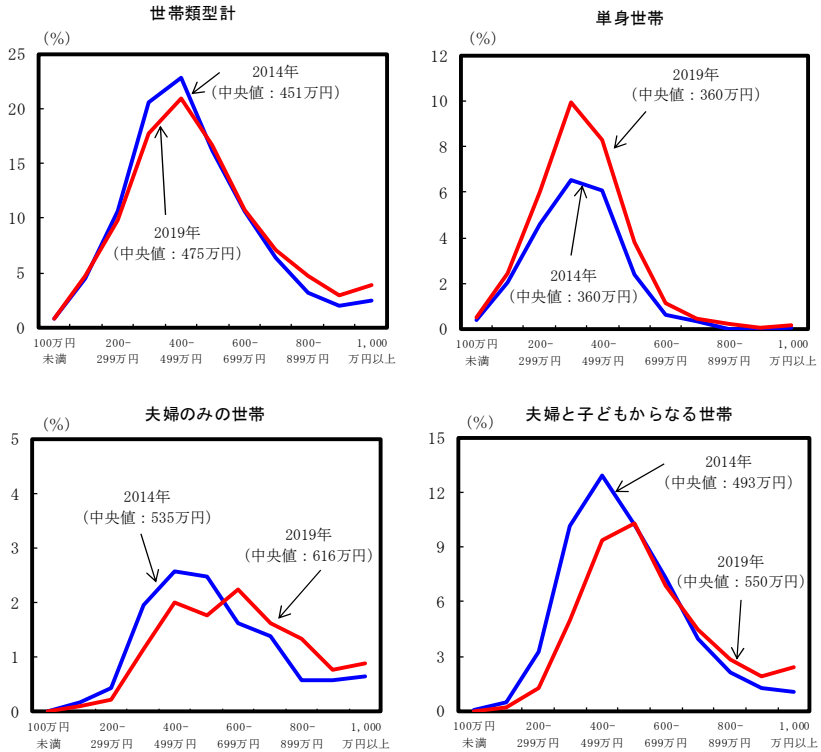 世帯類型計
(%)
25
20
15
10
5
0
2014年
(中央値:451万円)
2019年
(中央値:475万円)
100万円 200- 400- 600- 800- 1,000
未満 299万円 499万円 699万円 899万円 万円以上
単身世帯
(%)
12
10
8
6
4
2
0
2019年
(中央値:360万円)
2014年
(中央値:360万円)
100万円 200- 400- 600- 800- 1,000
未満 299万円 499万円 699万円 899万円 万円以上
夫婦のみの世帯
(%)
5
4
3
2
1
0
2014年
(中央値:535万円)
2019年
(中央値:616万円)
100万円 200- 400- 600- 800- 1,000
未満 299万円 499万円 699万円 899万円 万円以上
夫婦と子どもからなる世帯
(%)
15
12
9
6
3
0
2014年
(中央値:493万円)
2019年
(中央値:550万円)
100万円 200- 400- 600- 800- 1,000
未満 299万円 499万円 699万円 899万円 万円以上